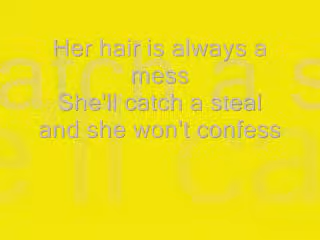 Her hair is always a
mess
She'll catch a steal
and she won't confess